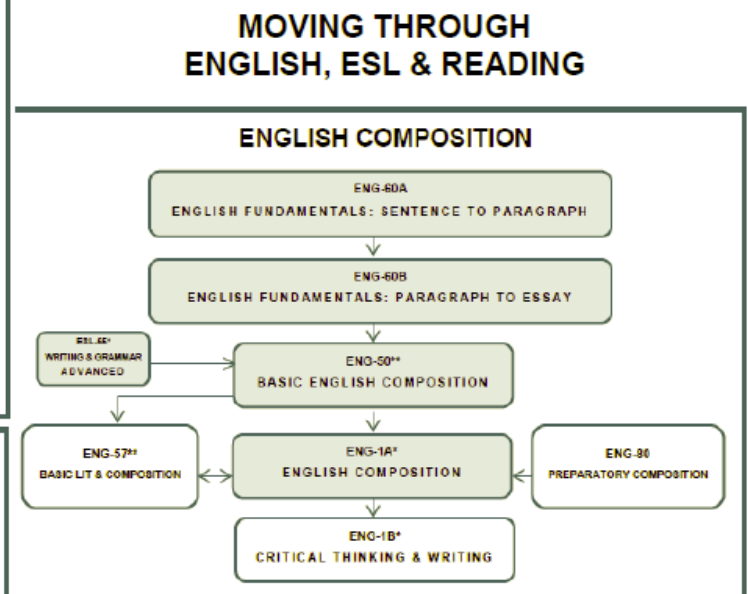 MOVING THROUGH
ENGLISH, ESL & READING
ENGLISH COMPOSITION
ENG-60A
ENGLISH FUNDAMENTALS: SENTENCE TO PARAGRAPH
ENG-60B
ENGLISH FUNDAMENTALS: PARAGRAPH TO ESSAY
WRITING & GRAMMAR
ADVANCED
ENG-50**
BASIC ENGLISH COMPOSITION
ENG-57**
BASIC LIT & COMPOSITION
ENG-1A*
ENGLISH COMPOSITION
ENG-80
PREPARATORY COMPOSITION
ENG-1B*
CRITICAL THINKING & WRITING